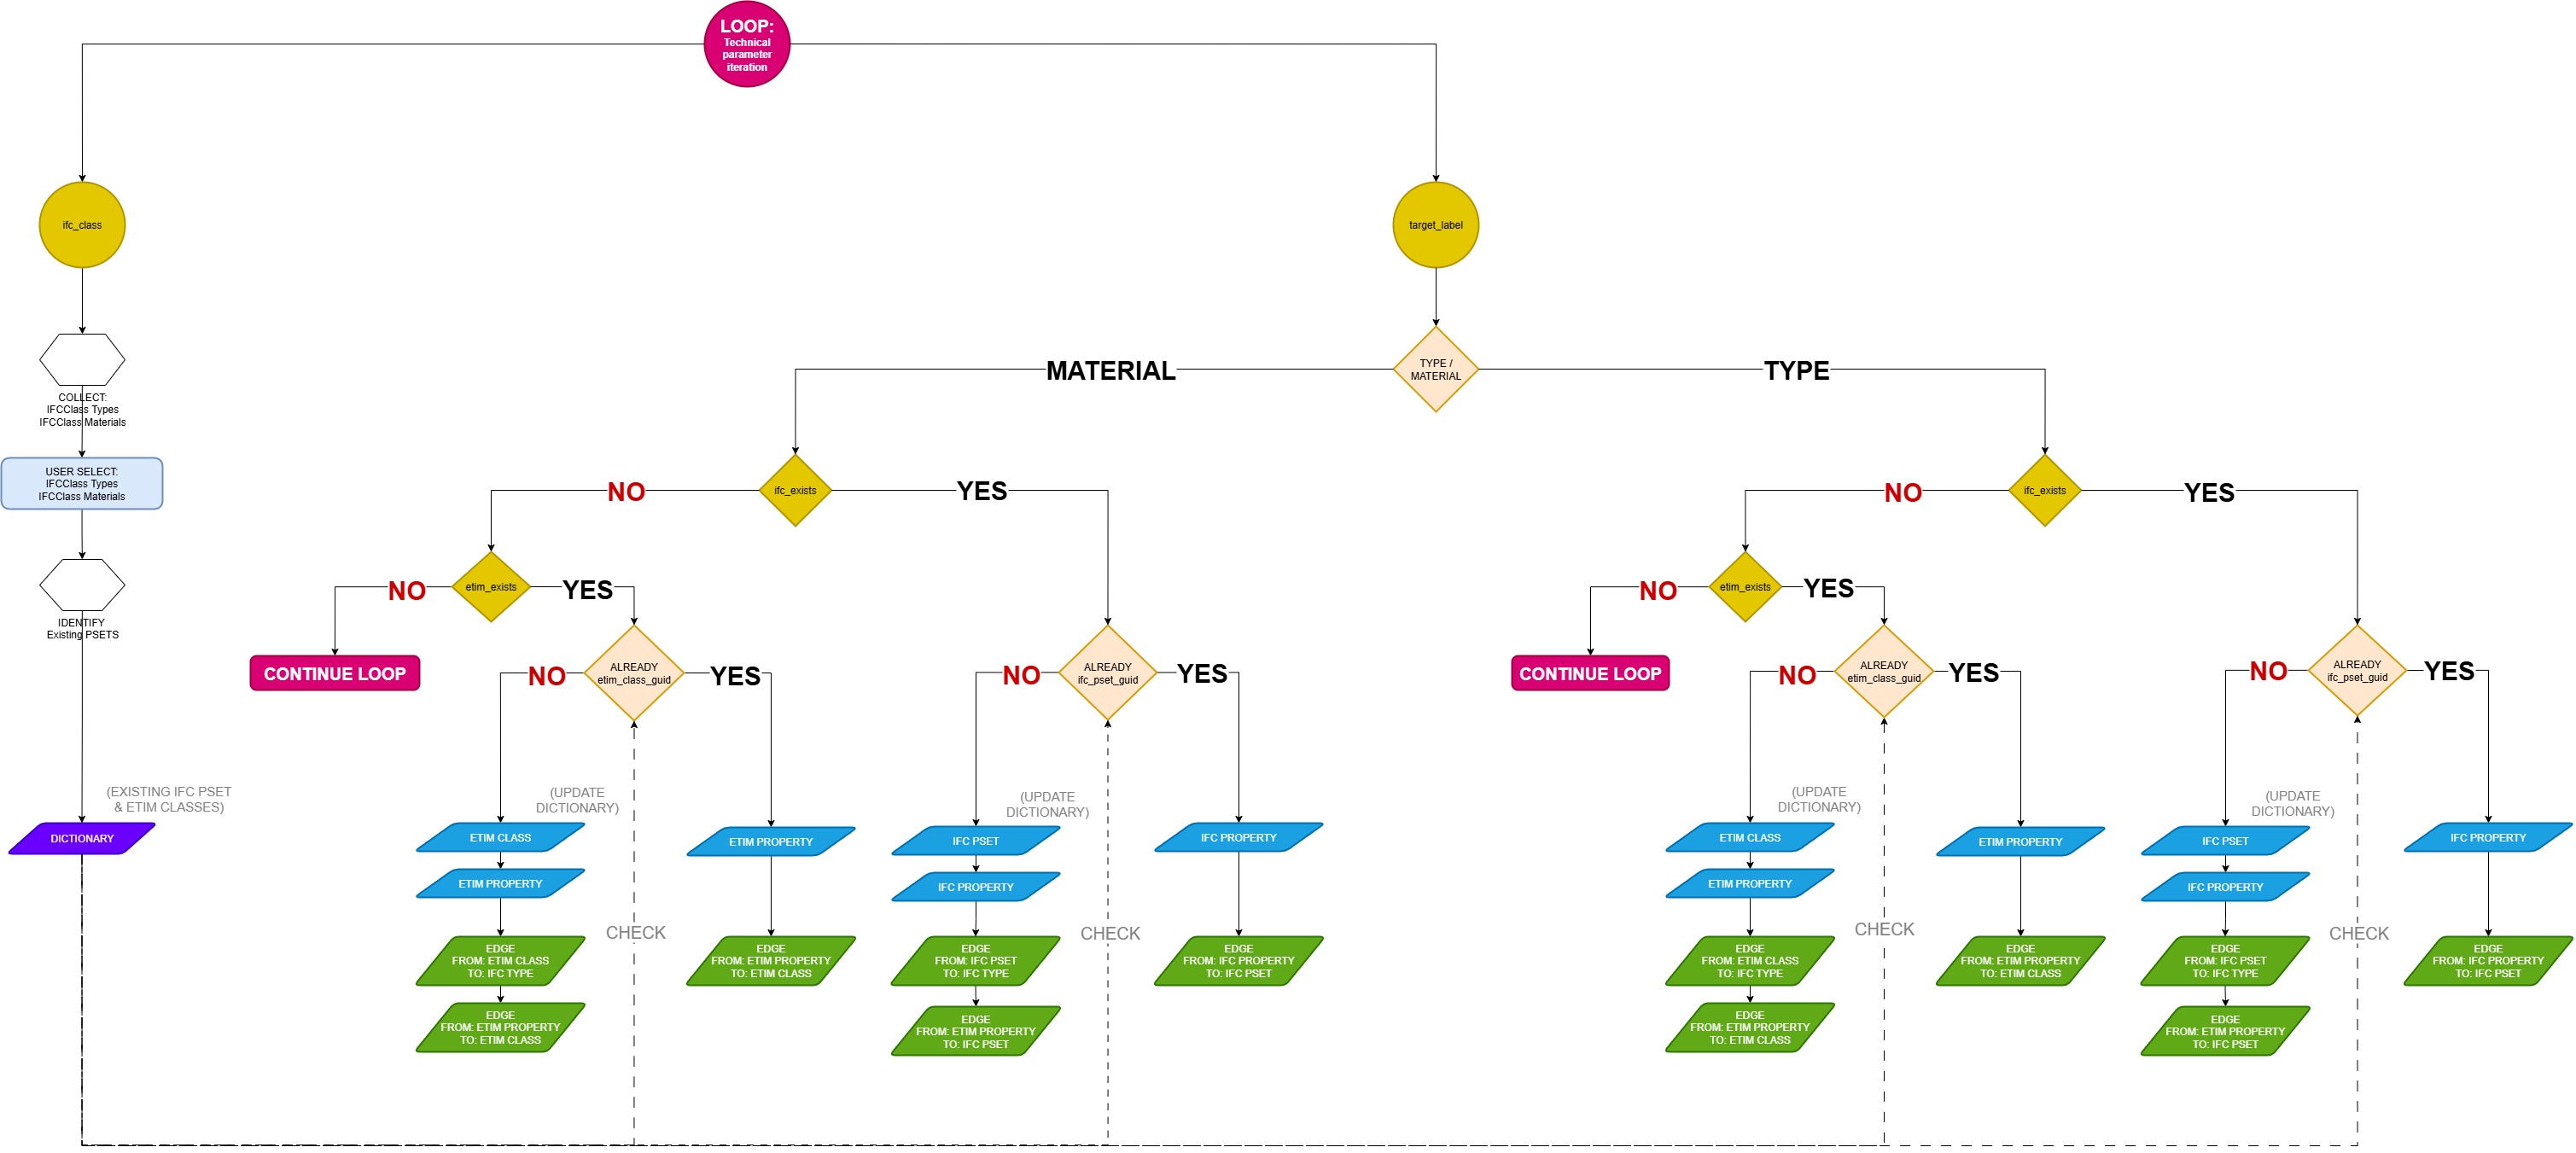 LOOP:
Technical
parameter
iteration
ifc_class
target_label
COLLECT:
IFCClass Types
IFCClass Materials
TYPE /
MATERIAL
MATERIAL
TYPE
USER SELECT:
IFCClass Types
IFCClass Materials
ifc_exists
NO
YES
ifc_exists
NO
YES
IDENTIFY
Existing PSETS
etim_exists
NO
YES
etim_exists
NO
YES
CONTINUE LOOP
ALREADY
etim_class_guid
NO
YES
ALREADY
ifc_pset_guid
NO
YES
CONTINUE LOOP
ALREADY
etim_class_guid
NO
YES
ALREADY
ifc_pset_guid
NO
YES
(EXISTING IFC PSET
& ETIM CLASSES)
DICTIONARY
(UPDATE
DICTIONARY)
ETIM CLASS
ETIM PROPERTY
EDGE
FROM: ETIM CLASS
TO: IFC TYPE
EDGE
FROM: ETIM PROPERTY
TO: ETIM CLASS
CHECK
ETIM PROPERTY
EDGE
FROM: ETIM PROPERTY
TO: ETIM CLASS
(UPDATE
DICTIONARY)
IFC PSET
IFC PROPERTY
EDGE
FROM: IFC PSET
TO: IFC TYPE
EDGE
FROM: ETIM PROPERTY
TO: IFC PSET
CHECK
IFC PROPERTY
EDGE
FROM: IFC PROPERTY
TO: IFC PSET
(UPDATE
DICTIONARY)
ETIM CLASS
ETIM PROPERTY
EDGE
FROM: ETIM CLASS
TO: IFC TYPE
EDGE
FROM: ETIM PROPERTY
TO: ETIM CLASS
CHECK
ETIM PROPERTY
EDGE
FROM: ETIM PROPERTY
TO: ETIM CLASS
(UPDATE
DICTIONARY)
IFC PSET
IFC PROPERTY
EDGE
FROM: IFC PSET
TO: IFC TYPE
EDGE
FROM: ETIM PROPERTY
TO: IFC PSET
CHECK
IFC PROPERTY
EDGE
FROM: IFC PROPERTY
TO: IFC PSET